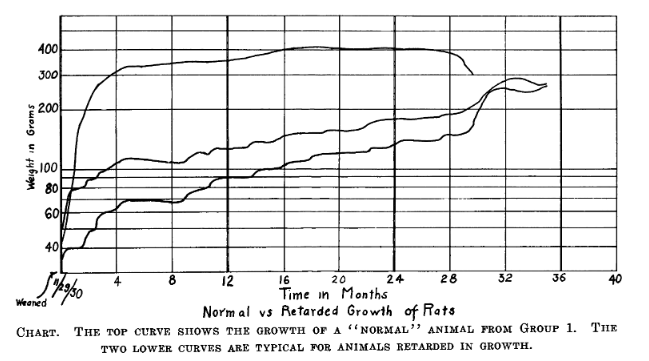 400
300
200
100
80
60
40
Weight in Grams
Weaned
11/29/30
4 8 12 16 20 24 28 32 36 40
Time in Months
Normal vs Retarded Growth of Rats
CHART. THE TOP CURVE SHOWS THE GROWTH OF A "NORMAL" ANIMAL FROM GROUP 1. THE
TWO LOWER CURVES ARE TYPICAL FOR ANIMALS RETARDED IN GROWTH.